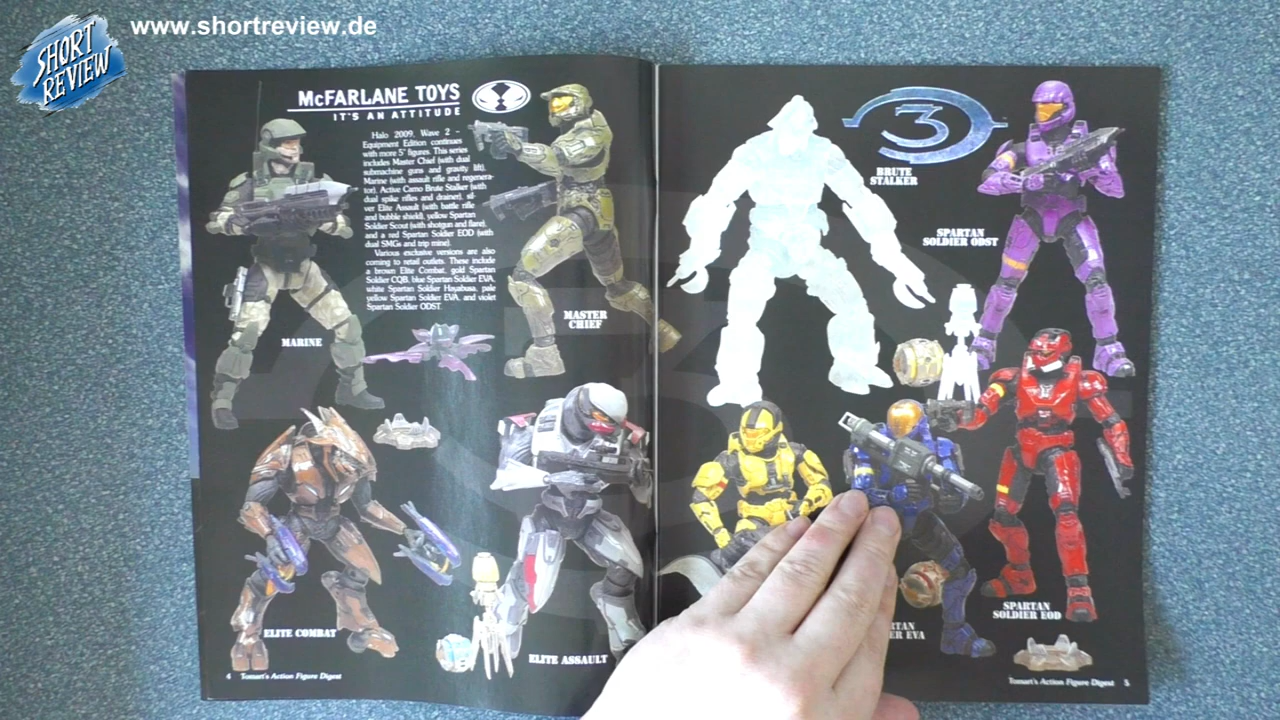 www.shortreview.de
SHORT
REVIEW
McFARLANE TOYS
IT'S AN ATTITUDE
Halo 2009, Wave 2 –
Equipment Edition continues
with more 5" figures. This series
includes Master Chief (with dual
submachine guns and gravity lift),
Marine (with assault rifle and regenera-
tor), Active Camo Brute Stalker (with
dual spike rifles and drainer), sil-
ver Elite Assault (with battle rifle
and bubble shield), yellow Spartan
Soldier Scout (with shotgun and flare),
and a red Spartan Soldier EOD (with
dual SMGs and trip mine).
Various exclusive versions are also
coming to retail outlets. These include
a brown Elite Combat, gold Spartan
Soldier CQB, blue Spartan Soldier EVA,
white Spartan Soldier Hayabusa, pale
yellow Spartan Soldier EVA, and violet
Spartan Soldier ODST.
MARINE
MASTER
CHIEF
ELITE COMBAT
ELITE ASSAULT
4 Tomart's Action Figure Digest
3
BRUTE
STALKER
SPARTAN
SOLDIER ODST
SPARTAN
SOLDIER EOD
RTAN
ER EVA
Tomart's Action Figure Digest 5